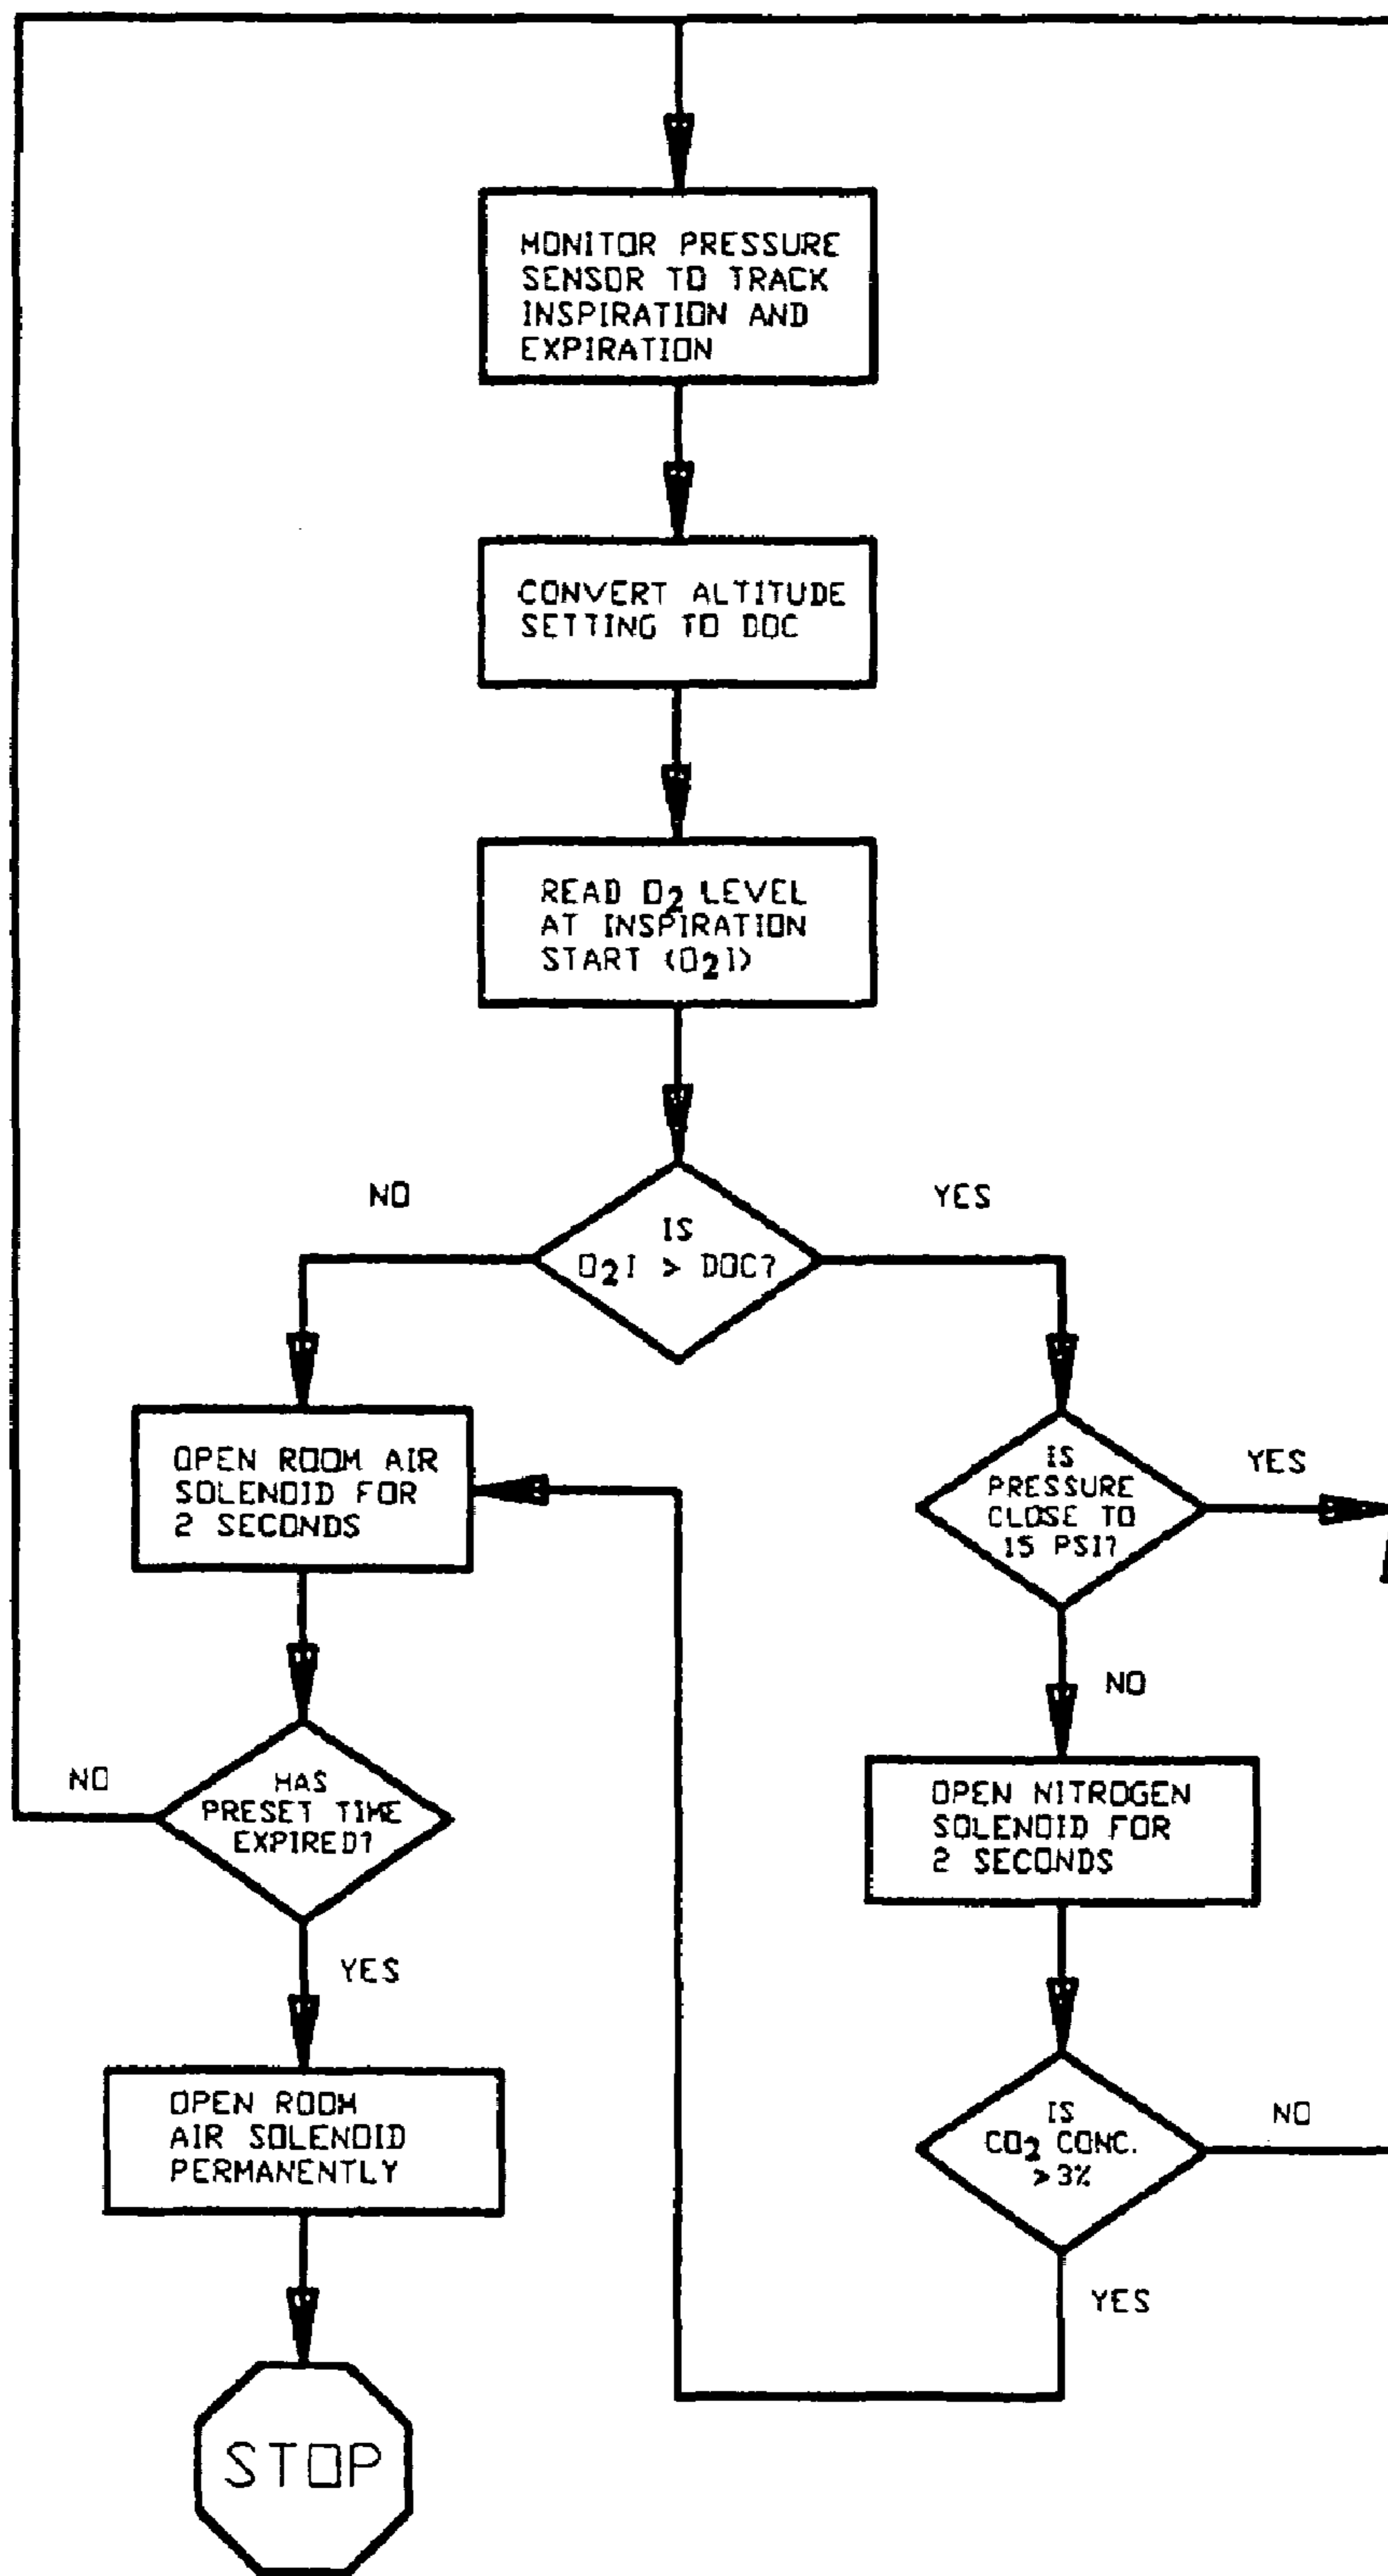 MONITOR PRESSURE
SENSOR TO TRACK
INSPIRATION AND
EXPIRATION
CONVERT ALTITUDE
SETTING TO DOC
READ O2 LEVEL
AT INSPIRATION
START (O2I)
NO
YES
IS
O2I > DOC?
OPEN ROOM AIR
SOLENOID FOR
2 SECONDS
IS
PRESSURE
CLOSE TO
15 PSI?
YES
NO
NO
HAS
PRESET TIME
EXPIRED?
OPEN NITROGEN
SOLENOID FOR
2 SECONDS
YES
OPEN ROOM
AIR SOLENOID
PERMANENTLY
IS
CO2 CONC.
>3%
NO
YES
STOP